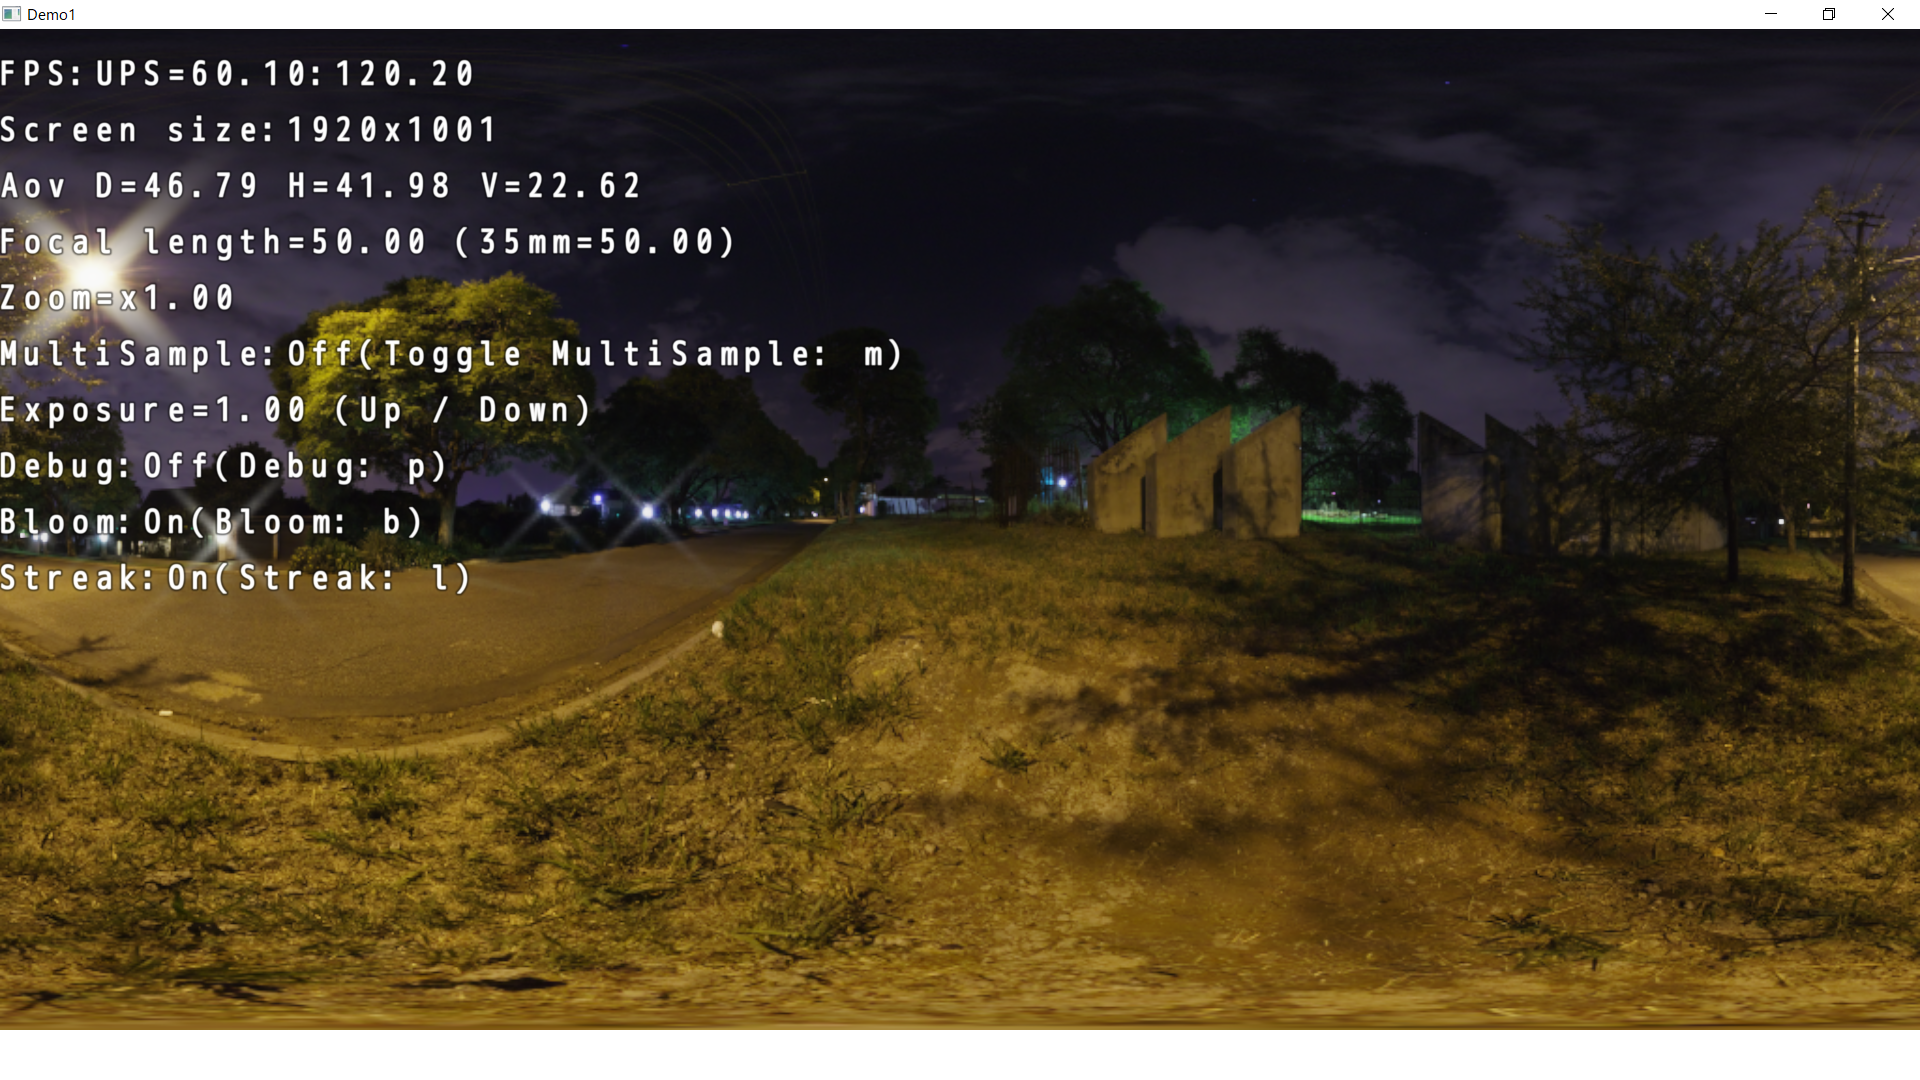 Demo1
FPS:UPS=60.10:120.20
Screen size:1920x1001
Aov D=46.79 H=41.98 V=22.62
Focal length=50.00 (35mm=50.00)
Zoom=x1.00
MultiSample:Off(Toggle MultiSample: m)
Exposure=1.00 (Up / Down)
Debug:Off(Debug: p)
Bloom:On(Bloom: b)
Streak:On(Streak: l)